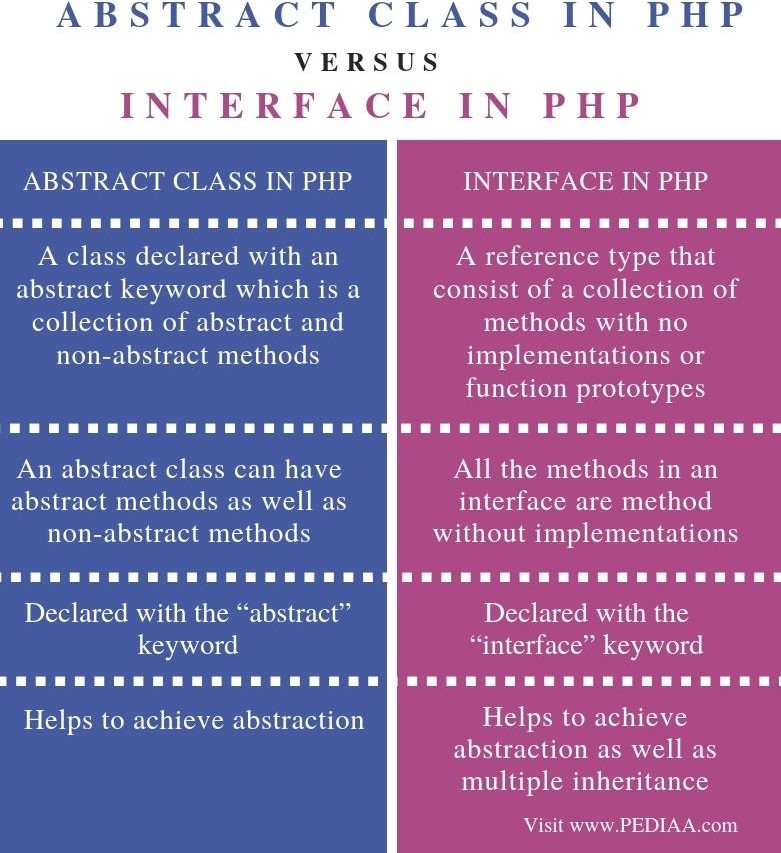 ABSTRACT CLASS IN PHP
VERSUS
INTERFACE IN PHP
ABSTRACT CLASS IN PHP
A class declared with an
abstract keyword which is a
collection of abstract and
non-abstract methods
An abstract class can have
abstract methods as well as
non-abstract methods
Declared with the “abstract”
keyword
Helps to achieve abstraction
INTERFACE IN PHP
A reference type that
consist of a collection of
methods with no
implementations or
function prototypes
All the methods in an
interface are method
without implementations
Declared with the
“interface” keyword
Helps to achieve
abstraction as well as
multiple inheritance
Visit www.PEDIAA.com